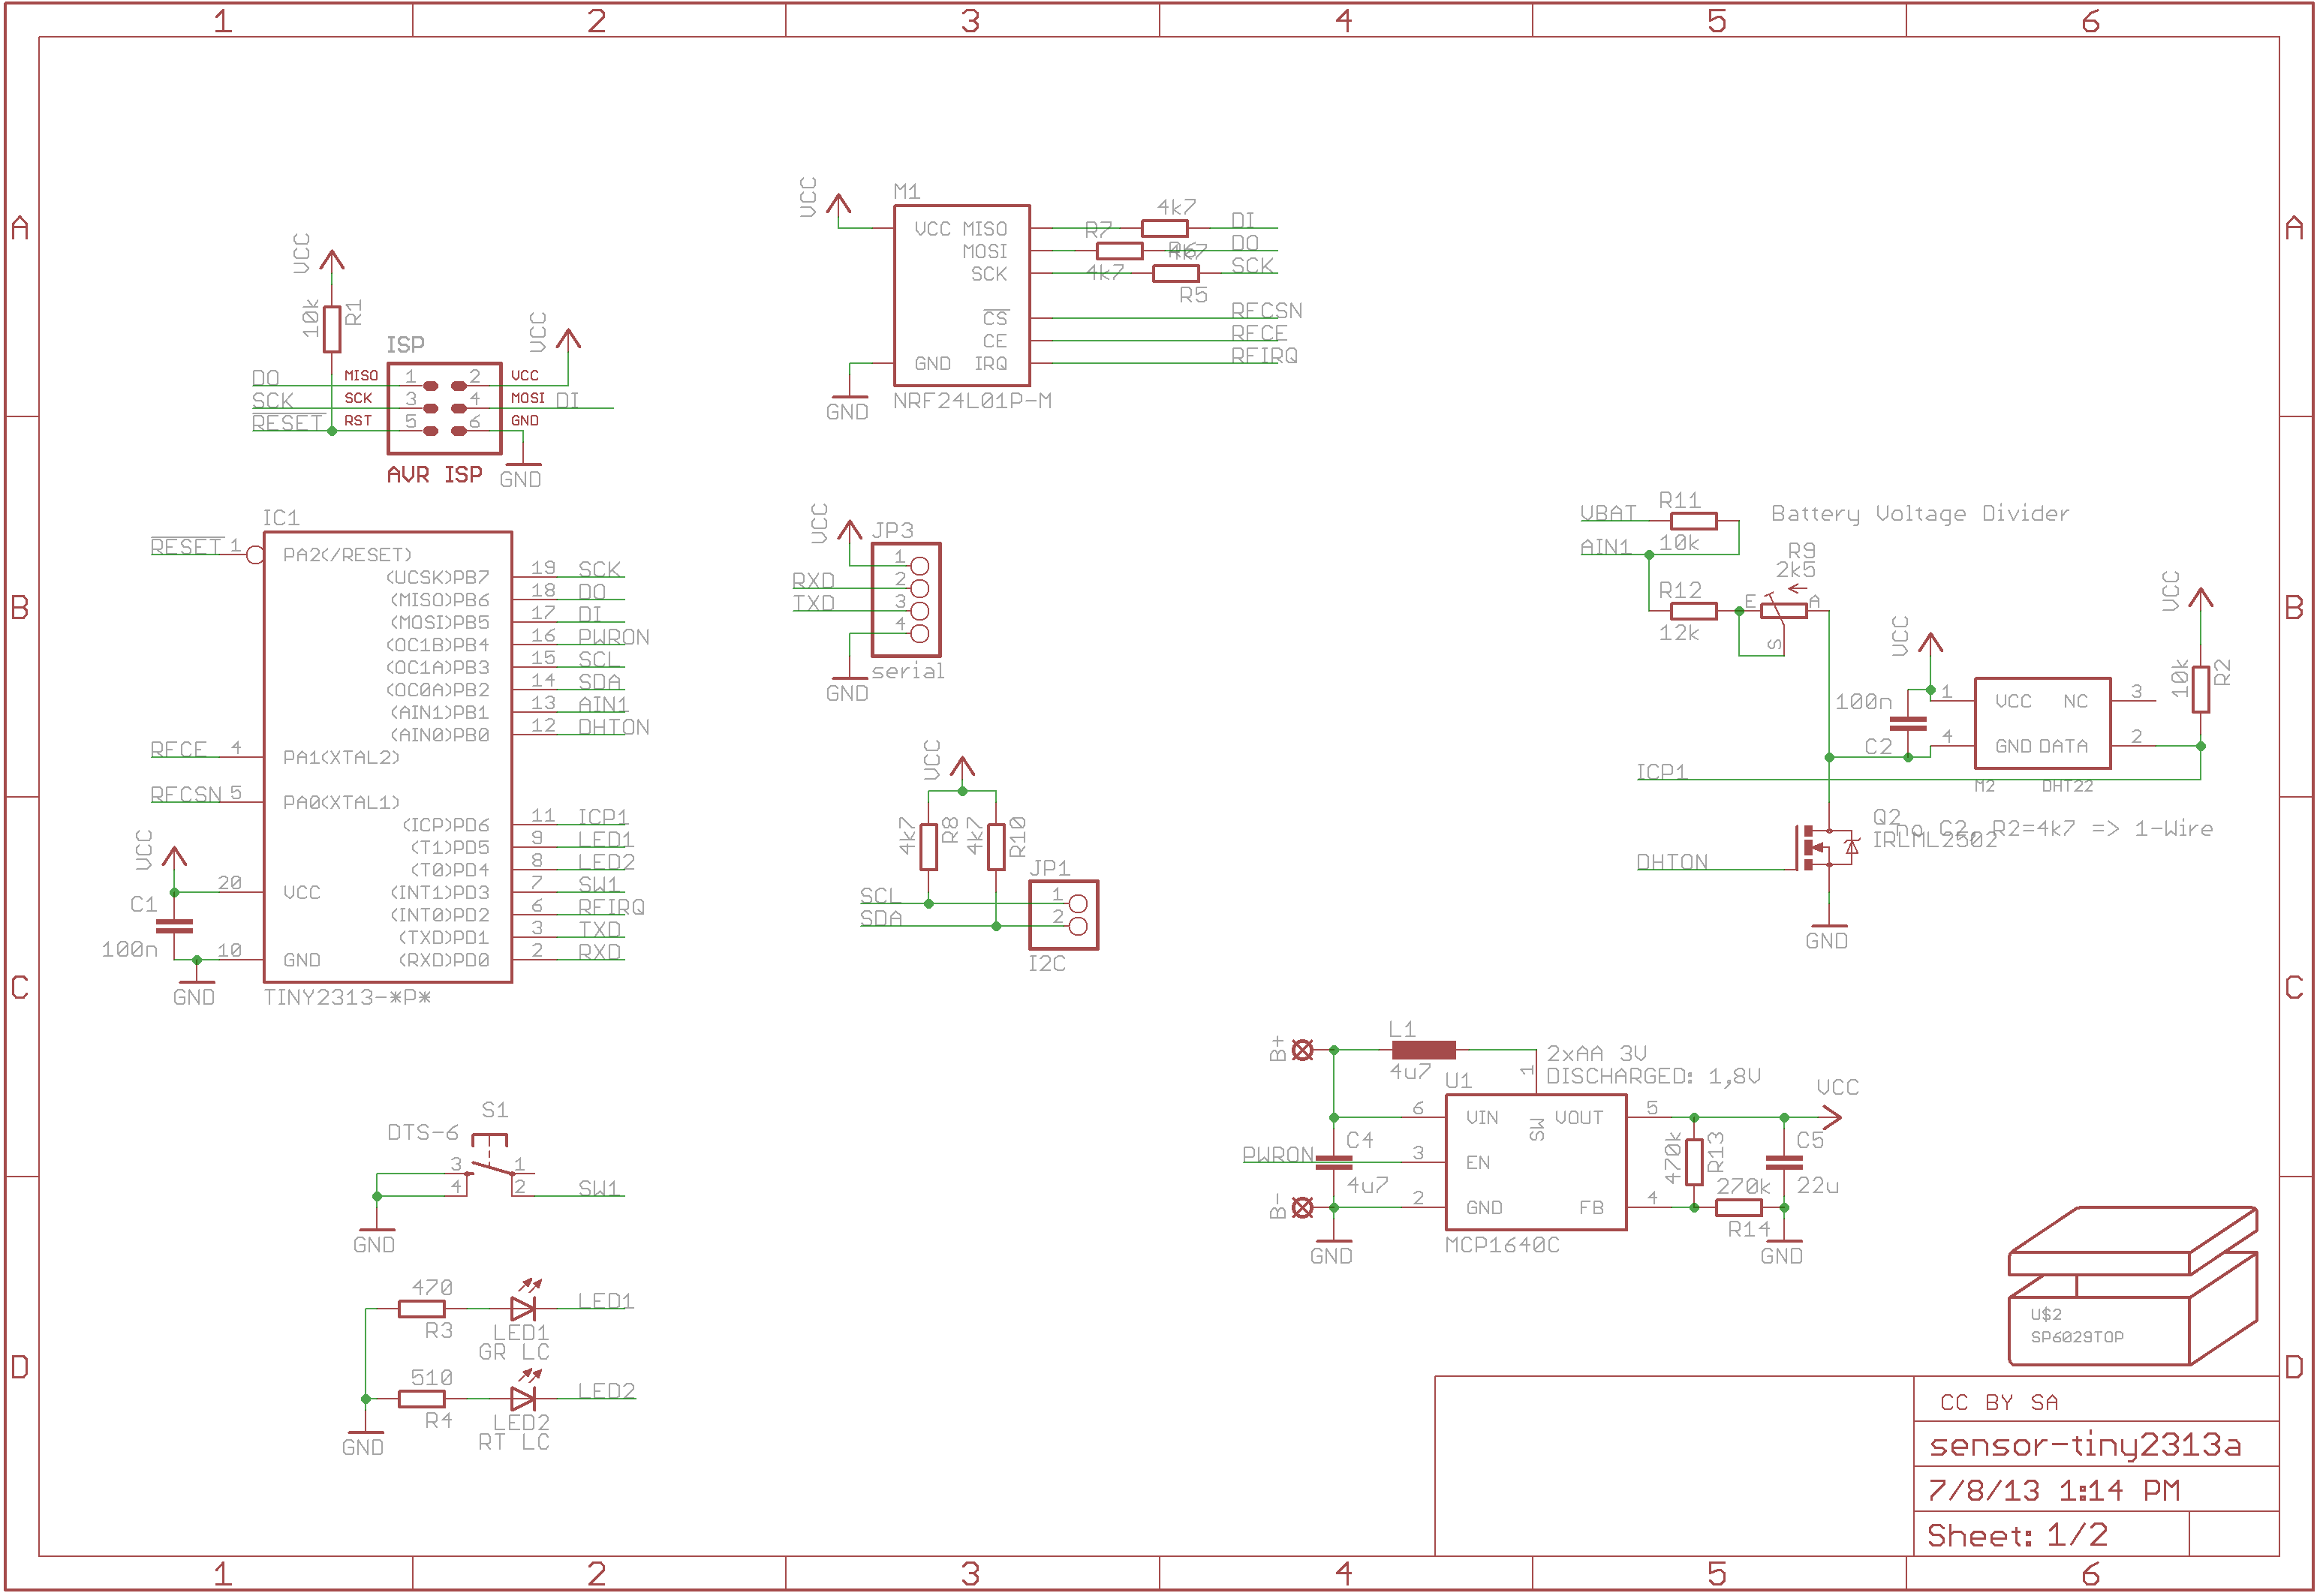 1 2 3 4 5 6
A A
B B
C C
D D
VCC
10k
R1
ISP
VCC
DO MISO 1 2 VCC
SCK SCK 3 4 MOSI DI
RESET RST 5 6 GND
AVR ISP
GND
VCC
M1
VCC MISO
MOSI
SCK
CS
CE
GND IRQ
NRF24L01P-M
GND
4k7
R7
DI
DO
R6
4k7
4k7
SCK
R5
RFCSN
RFCE
RFIRQ
IC1
RESET 1 PA2(/RESET)
(UCSK)PB7 19 SCK
(MISO)PB6 18 DO
(MOSI)PB5 17 DI
(OC1B)PB4 16 PWRON
(OC1A)PB3 15 SCL
(OC0A)PB2 14 SDA
(AIN1)PB1 13 AIN1
(AIN0)PB0 12 DHTON
RFCE 4 PA1(XTAL2)
RFCSN 5 PA0(XTAL1)
(ICP)PD6 11 ICP1
(T1)PD5 9 LED1
(T0)PD4 8 LED2
(INT1)PD3 7 SW1
(INT0)PD2 6 RFIRQ
(TXD)PD1 3 TXD
(RXD)PD0 2 RXD
VCC
20 VCC
C1
100n
10 GND
GND
TINY2313-*P*
VCC
JP3
1
RXD 2
TXD 3
4
serial
GND
VCC
4k7
R8
4k7
R10
JP1
SCL 1
SDA 2
I2C
VBAT
R11
10k
Battery Voltage Divider
AIN1
R9
2k5
R12
12k
E
A
S
VCC
100n
C2
1 VCC NC 3
4 GND DATA 2
M2 DHT22
VCC
10k
R2
ICP1
Q2
IRLML2502
no C2, R2=4k7 => 1-Wire
DHTON
GND
B+
L1
4u7
2xAA 3V
DISCHARGED: 1,8V
U1
1
SW
6 VIN VOUT 5
VCC
PWRON
C4
4u7
3 EN
2 GND FB 4
B-
GND
MCP1640C
470k
R13
270k
R14
C5
22u
GND
S1
DTS-6
3 1
4 2 SW1
GND
470
R3
LED1
GR LC
LED1
510
R4
LED2
RT LC
LED2
GND
U$2
SP6029TOP
CC BY SA
sensor-tiny2313a
7/8/13 1:14 PM
Sheet: 1/2
1 2 3 4 5 6